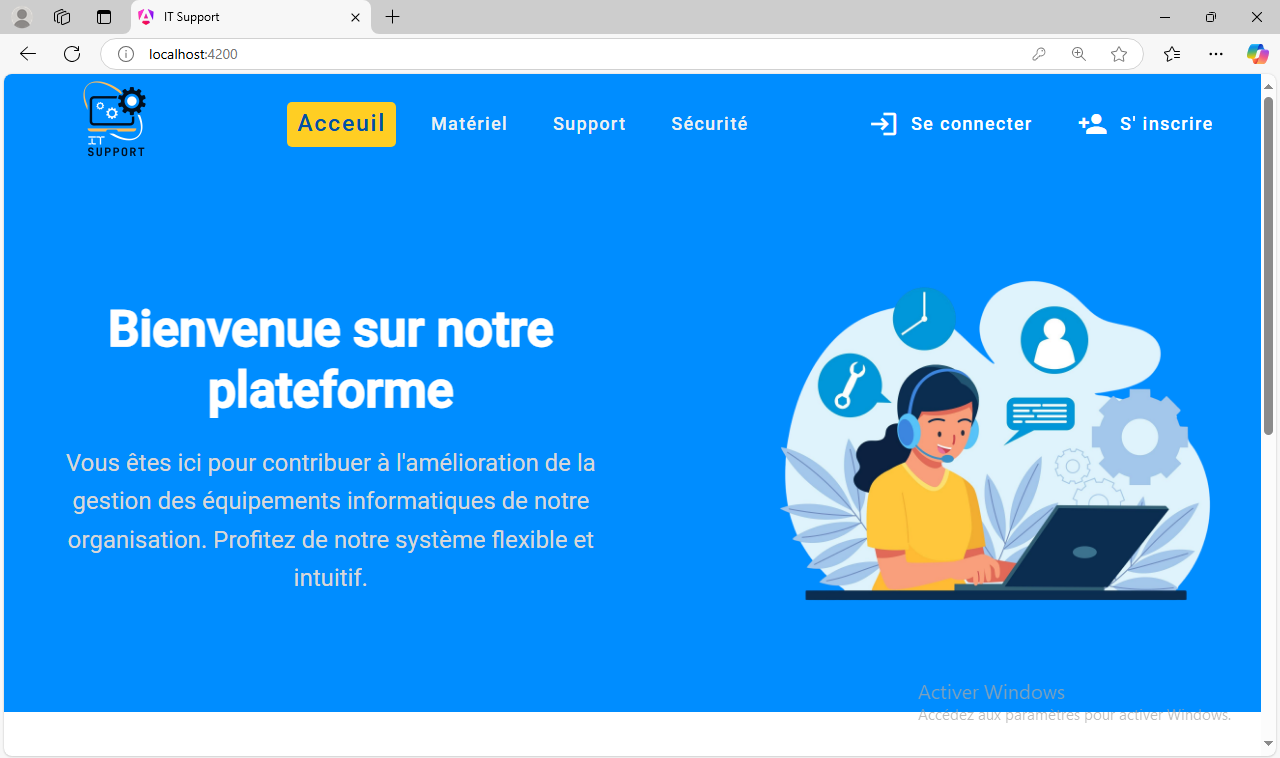 IT Support
localhost:4200
IT
SUPPORT
Acceuil
Matériel
Support
Sécurité
Se connecter
S' inscrire
Bienvenue sur notre
plateforme
Vous êtes ici pour contribuer à l'amélioration de la
gestion des équipements informatiques de notre
organisation. Profitez de notre système flexible et
intuitif.
Activer Windows
Accédez aux paramètres pour activer Windows.